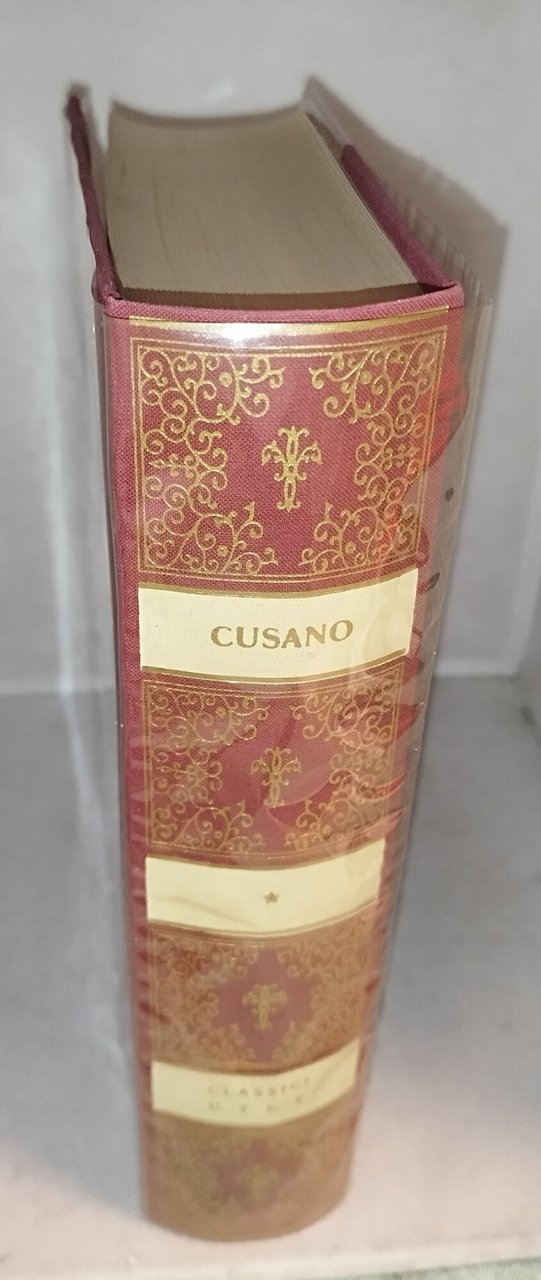 CUSANO
★
CLASSICI
U. T. E. T.